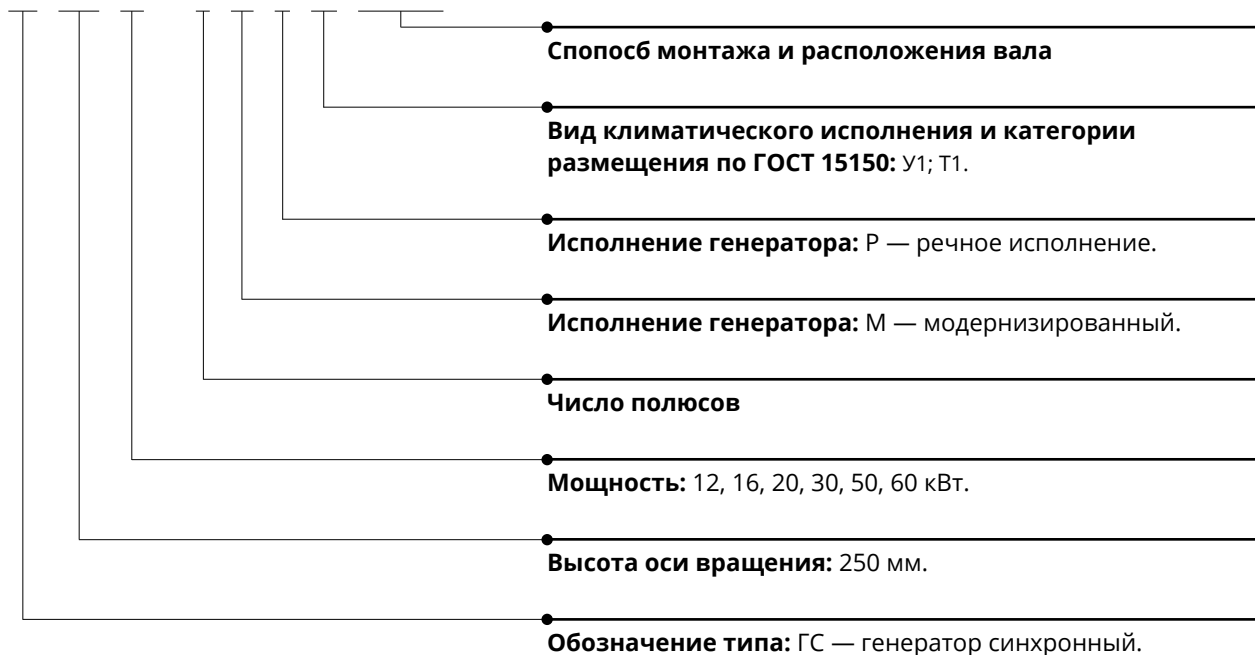 Спопосб монтажа и расположения вала
Вид климатического исполнения и категории
размещения по ГОСТ 15150: У1; Т1.
Исполнение генератора: Р — речное исполнение.
Исполнение генератора: М — модернизированный.
Число полюсов
Мощность: 12, 16, 20, 30, 50, 60 кВт.
Высота оси вращения: 250 мм.
Обозначение типа: ГС — генератор синхронный.